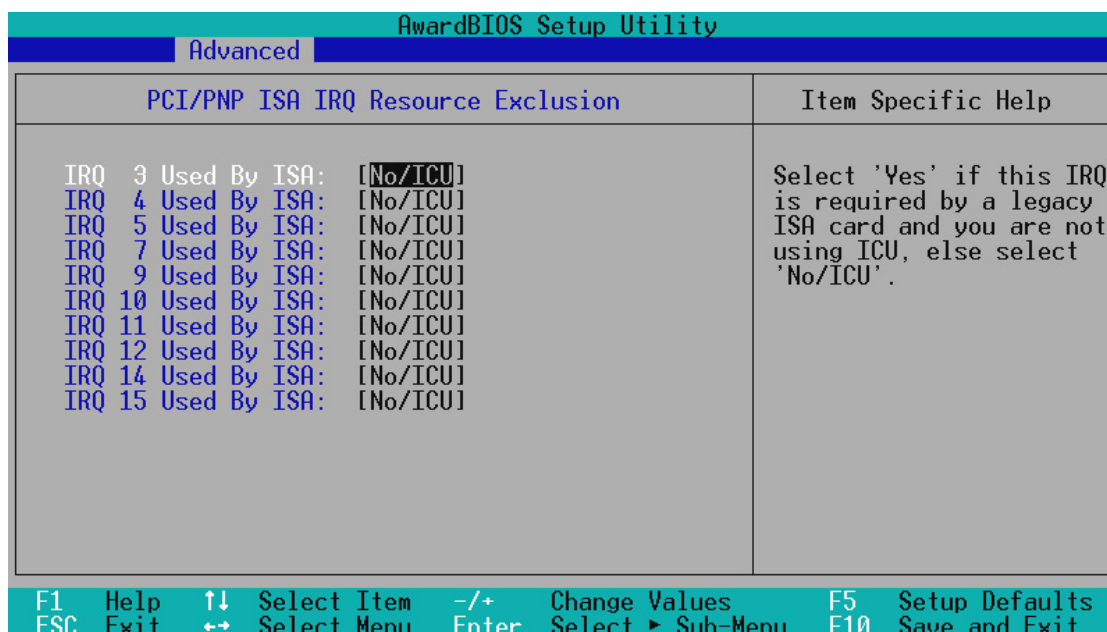 AwardBIOS Setup Utility
Advanced
PCI/PNP ISA IRQ Resource Exclusion
IRQ 3 Used By ISA: [No/ICU]
IRQ 4 Used By ISA: [No/ICU]
IRQ 5 Used By ISA: [No/ICU]
IRQ 7 Used By ISA: [No/ICU]
IRQ 9 Used By ISA: [No/ICU]
IRQ 10 Used By ISA: [No/ICU]
IRQ 11 Used By ISA: [No/ICU]
IRQ 12 Used By ISA: [No/ICU]
IRQ 14 Used By ISA: [No/ICU]
IRQ 15 Used By ISA: [No/ICU]
Item Specific Help
Select 'Yes' if this IRQ
is required by a legacy
ISA card and you are not
using ICU, else select
'No/ICU'.
F1 Help ↑↓ Select Item -/+ Change Values F5 Setup Defaults
ESC Exit ←→ Select Menu Enter Select ► Sub-Menu F10 Save and Exit